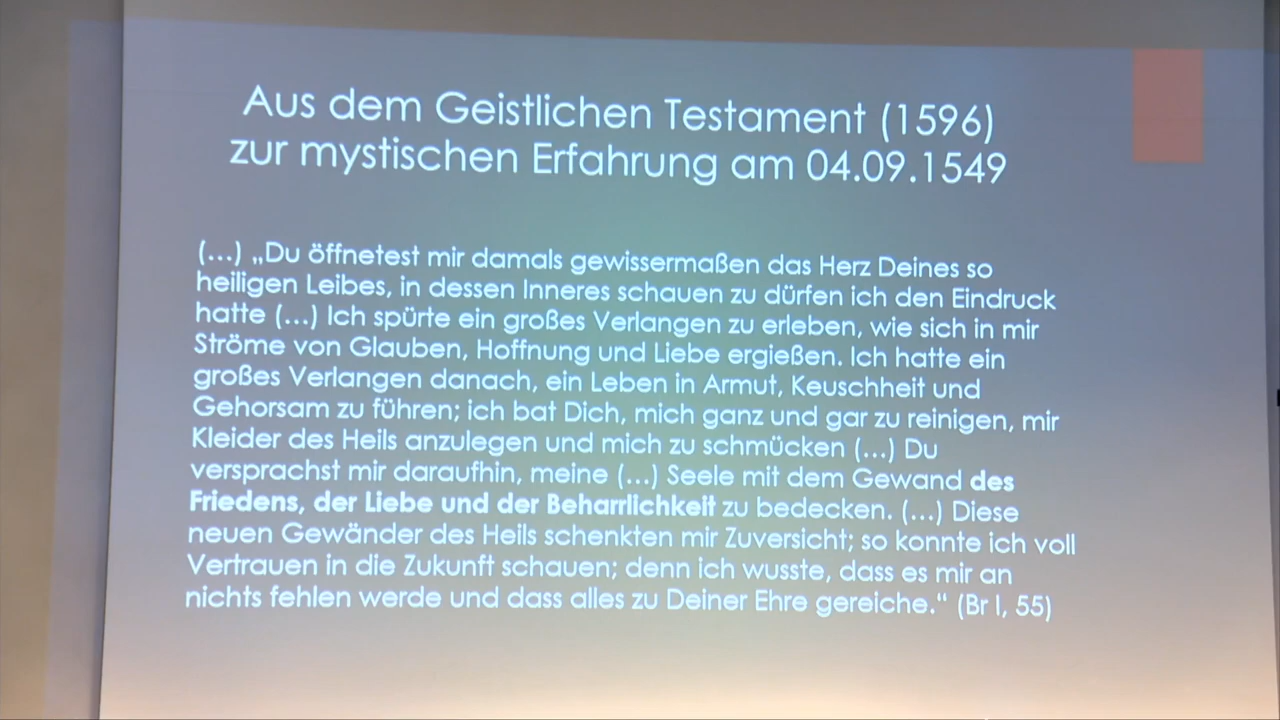 Aus dem Geistlichen Testament (1596)
zur mystischen Erfahrung am 04.09.1549
(...) „Du öffnetest mir damals gewissermaßen das Herz Deines so
heiligen Leibes, in dessen Inneres schauen zu dürfen ich den Eindruck
hatte (...) Ich spürte ein großes Verlangen zu erleben, wie sich in mir
Ströme von Glauben, Hoffnung und Liebe ergießen. Ich hatte ein
großes Verlangen danach, ein Leben in Armut, Keuschheit und
Gehorsam zu führen; ich bat Dich, mich ganz und gar zu reinigen, mir
Kleider des Heils anzulegen und mich zu schmücken (...) Du
versprachst mir daraufhin, meine (...) Seele mit dem Gewand des
Friedens, der Liebe und der Beharrlichkeit zu bedecken. (...) Diese
neuen Gewänder des Heils schenkten mir Zuversicht; so konnte ich voll
Vertrauen in die Zukunft schauen; denn ich wusste, dass es mir an
nichts fehlen werde und dass alles zu Deiner Ehre gereiche.“ (Br I, 55)